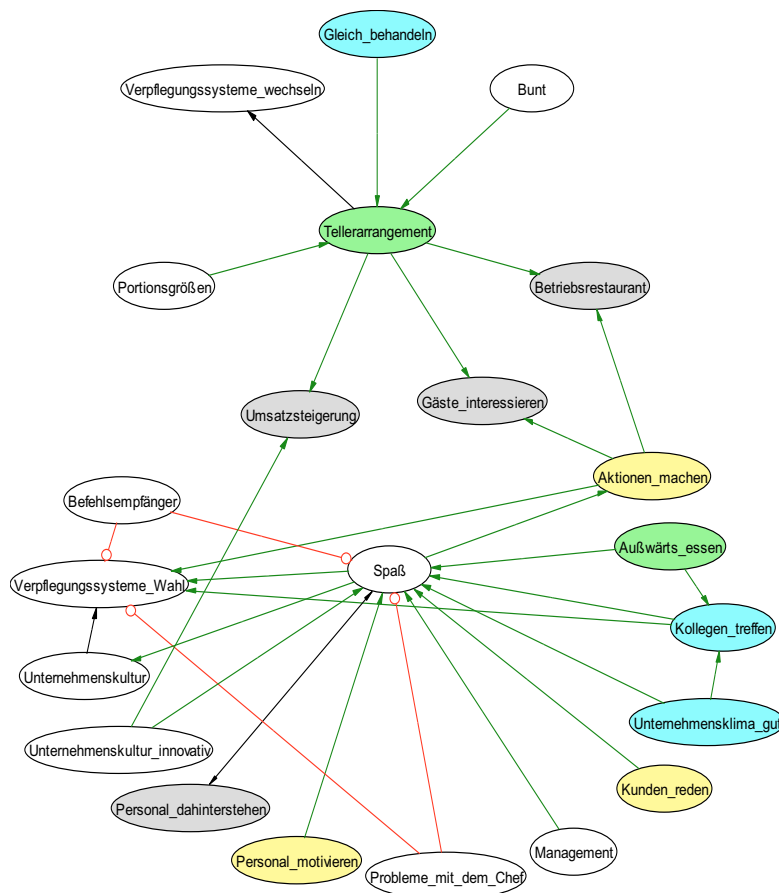 Gleich_behandeln
Verpflegungssysteme_wechseln
Bunt
Tellerarrangement
Portionsgrößen
Betriebsrestaurant
Umsatzsteigerung
Gäste_interessieren
Aktionen_machen
Befehlsempfänger
Außwärts_essen
Verpflegungssysteme_Wahl
Spaß
Kollegen_treffen
Unternehmenskultur
Unternehmensklima_gut
Unternehmenskultur_innovativ
Kunden_reden
Personal_dahinterstehen
Management
Personal_motivieren
Probleme_mit_dem_Chef